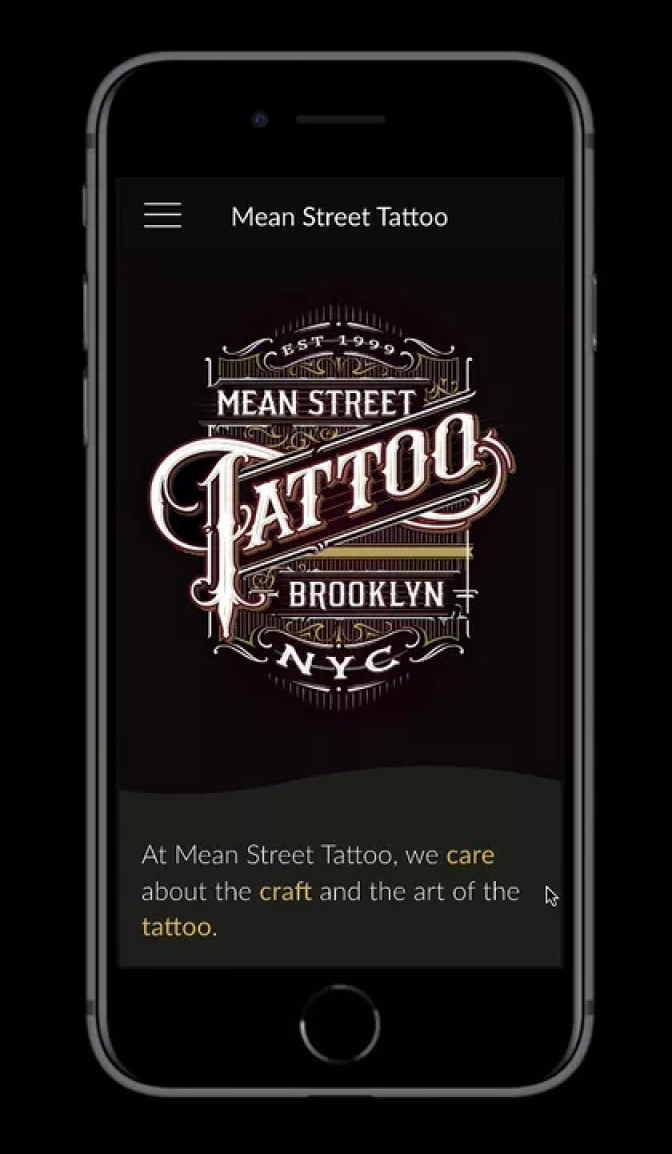 Mean Street Tattoo
EST 1999
MEAN STREET
TATTOO
BROOKLYN
NYC
At Mean Street Tattoo, we care
about the craft and the art of the
tattoo.